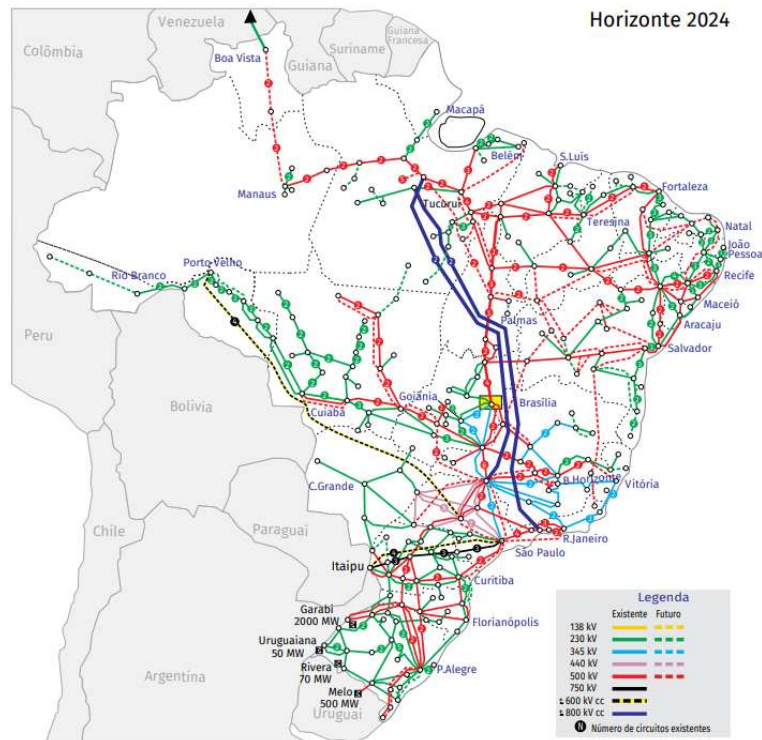 Horizonte 2024
Venezuela
Colômbia
Guiana
Suriname
Guiana
Francesa
Boa Vista
Macapá
Belém
S.Luis
Fortaleza
Manaus
Tucuruí
Teresina
Natal
João
Pessoa
Recife
Maceió
Aracaju
Salvador
Rio Branco
Porto Velho
Palmas
Peru
Bolívia
Cuiabá
Goiânia
Brasília
C.Grande
B.Horizonte
Vitória
R.Janeiro
São Paulo
Chile
Paraguai
Itaipu
Curitiba
Garabi
2000 MW
Florianópolis
Uruguaiana
50 MW
Rivera
70 MW
P.Alegre
Melo
500 MW
Argentina
Uruguai
Legenda
Existente Futuro
138 kV
230 kV
345 kV
440 kV
500 kV
750 kV
600 kV cc
800 kV cc
N Número de circuitos existentes